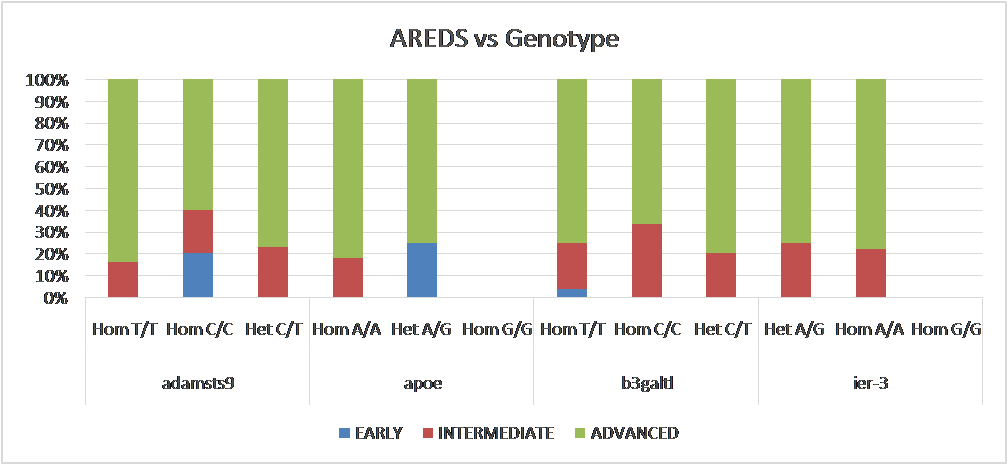 AREDS vs Genotype
100%
90%
80%
70%
60%
50%
40%
30%
20%
10%
0%
Hom T/T Hom C/C Het C/T Hom A/A Het A/G Hom G/G Hom T/T Hom C/C Het C/T Het A/G Hom A/A Hom G/G
adamsts9 apoe b3galtl ier-3
EARLY INTERMEDIATE ADVANCED